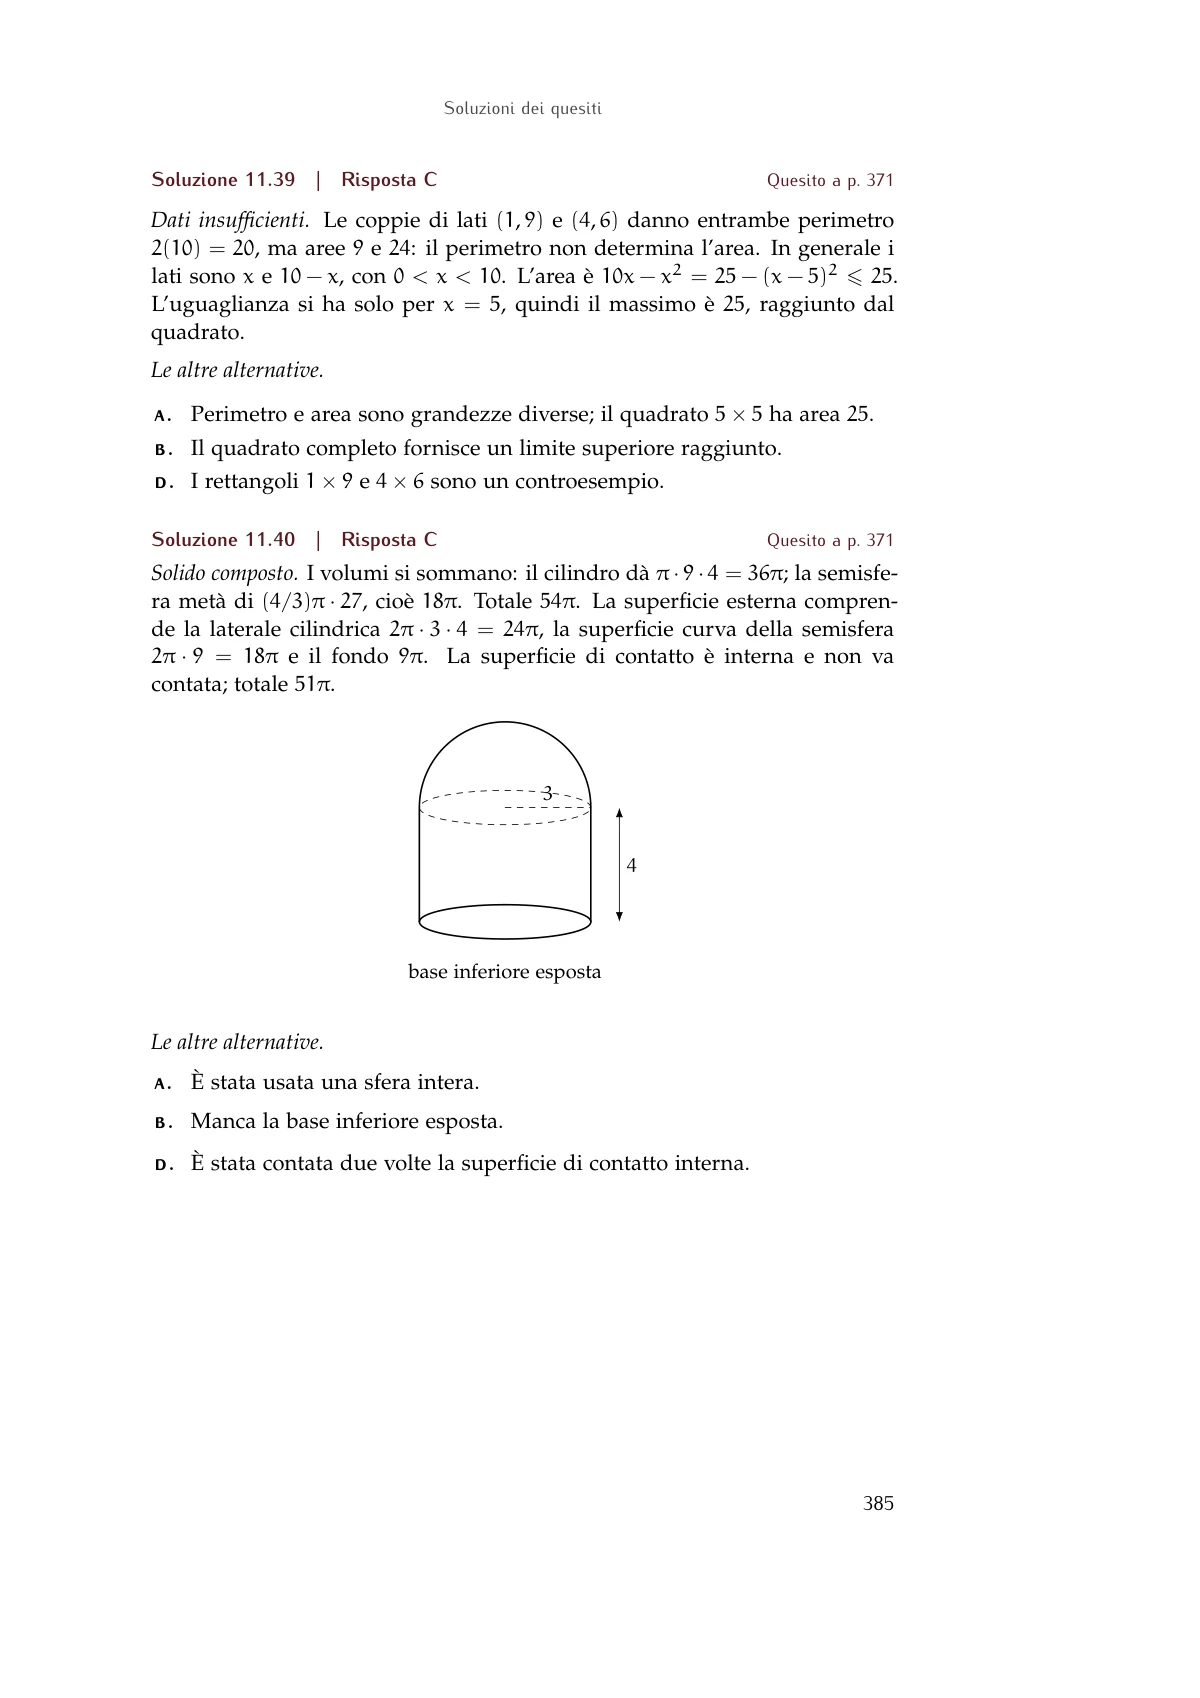 Soluzioni dei quesiti
Soluzione 11.39 | Risposta C Quesito a p. 371
Dati insufficienti. Le coppie di lati (1, 9) e (4, 6) danno entrambe perimetro
2(10) = 20, ma aree 9 e 24: il perimetro non determina l'area. In generale i
lati sono x e 10 − x, con 0 < x < 10. L'area è 10x − x² = 25 − (x − 5)² ⩽ 25.
L'uguaglianza si ha solo per x = 5, quindi il massimo è 25, raggiunto dal
quadrato.
Le altre alternative.
A. Perimetro e area sono grandezze diverse; il quadrato 5 × 5 ha area 25.
B. Il quadrato completo fornisce un limite superiore raggiunto.
D. I rettangoli 1 × 9 e 4 × 6 sono un controesempio.
Soluzione 11.40 | Risposta C Quesito a p. 371
Solido composto. I volumi si sommano: il cilindro dà π · 9 · 4 = 36π; la semisfe-
ra metà di (4/3)π · 27, cioè 18π. Totale 54π. La superficie esterna compren-
de la laterale cilindrica 2π · 3 · 4 = 24π, la superficie curva della semisfera
2π · 9 = 18π e il fondo 9π. La superficie di contatto è interna e non va
contata; totale 51π.
3
4
base inferiore esposta
Le altre alternative.
A. È stata usata una sfera intera.
B. Manca la base inferiore esposta.
D. È stata contata due volte la superficie di contatto interna.
385